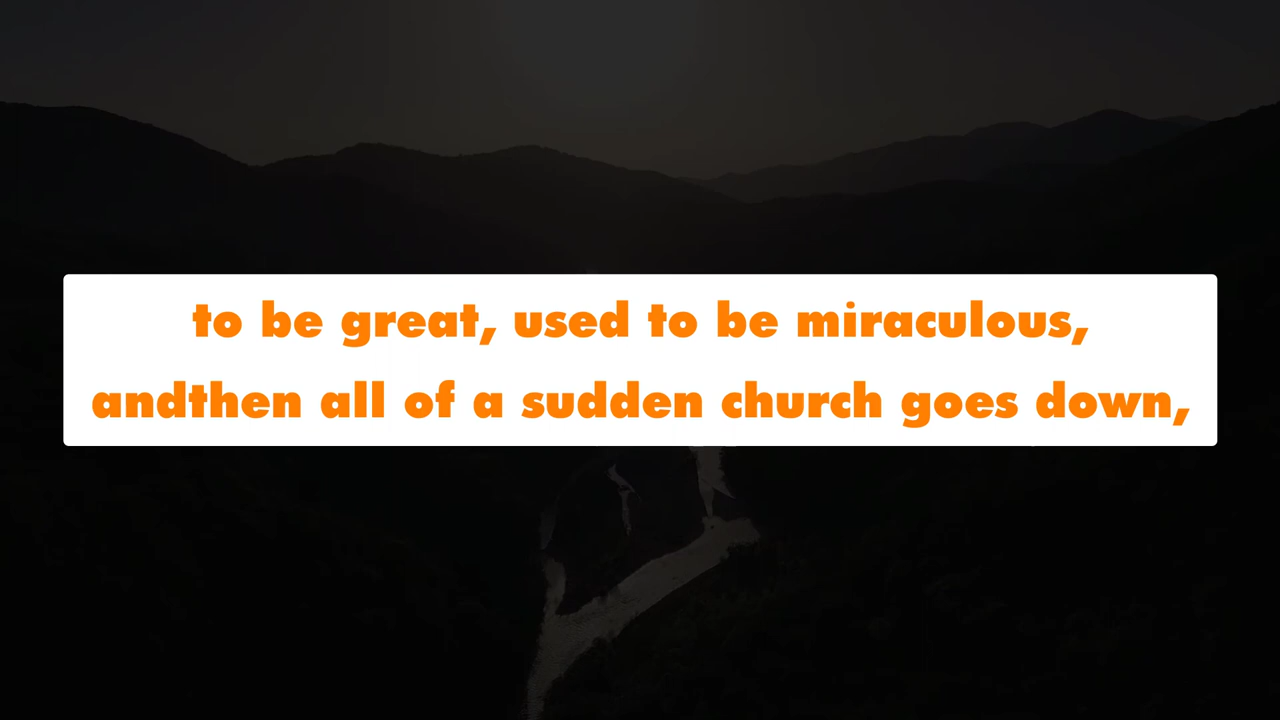 to be great, used to be miraculous,
andthen all of a sudden church goes down,